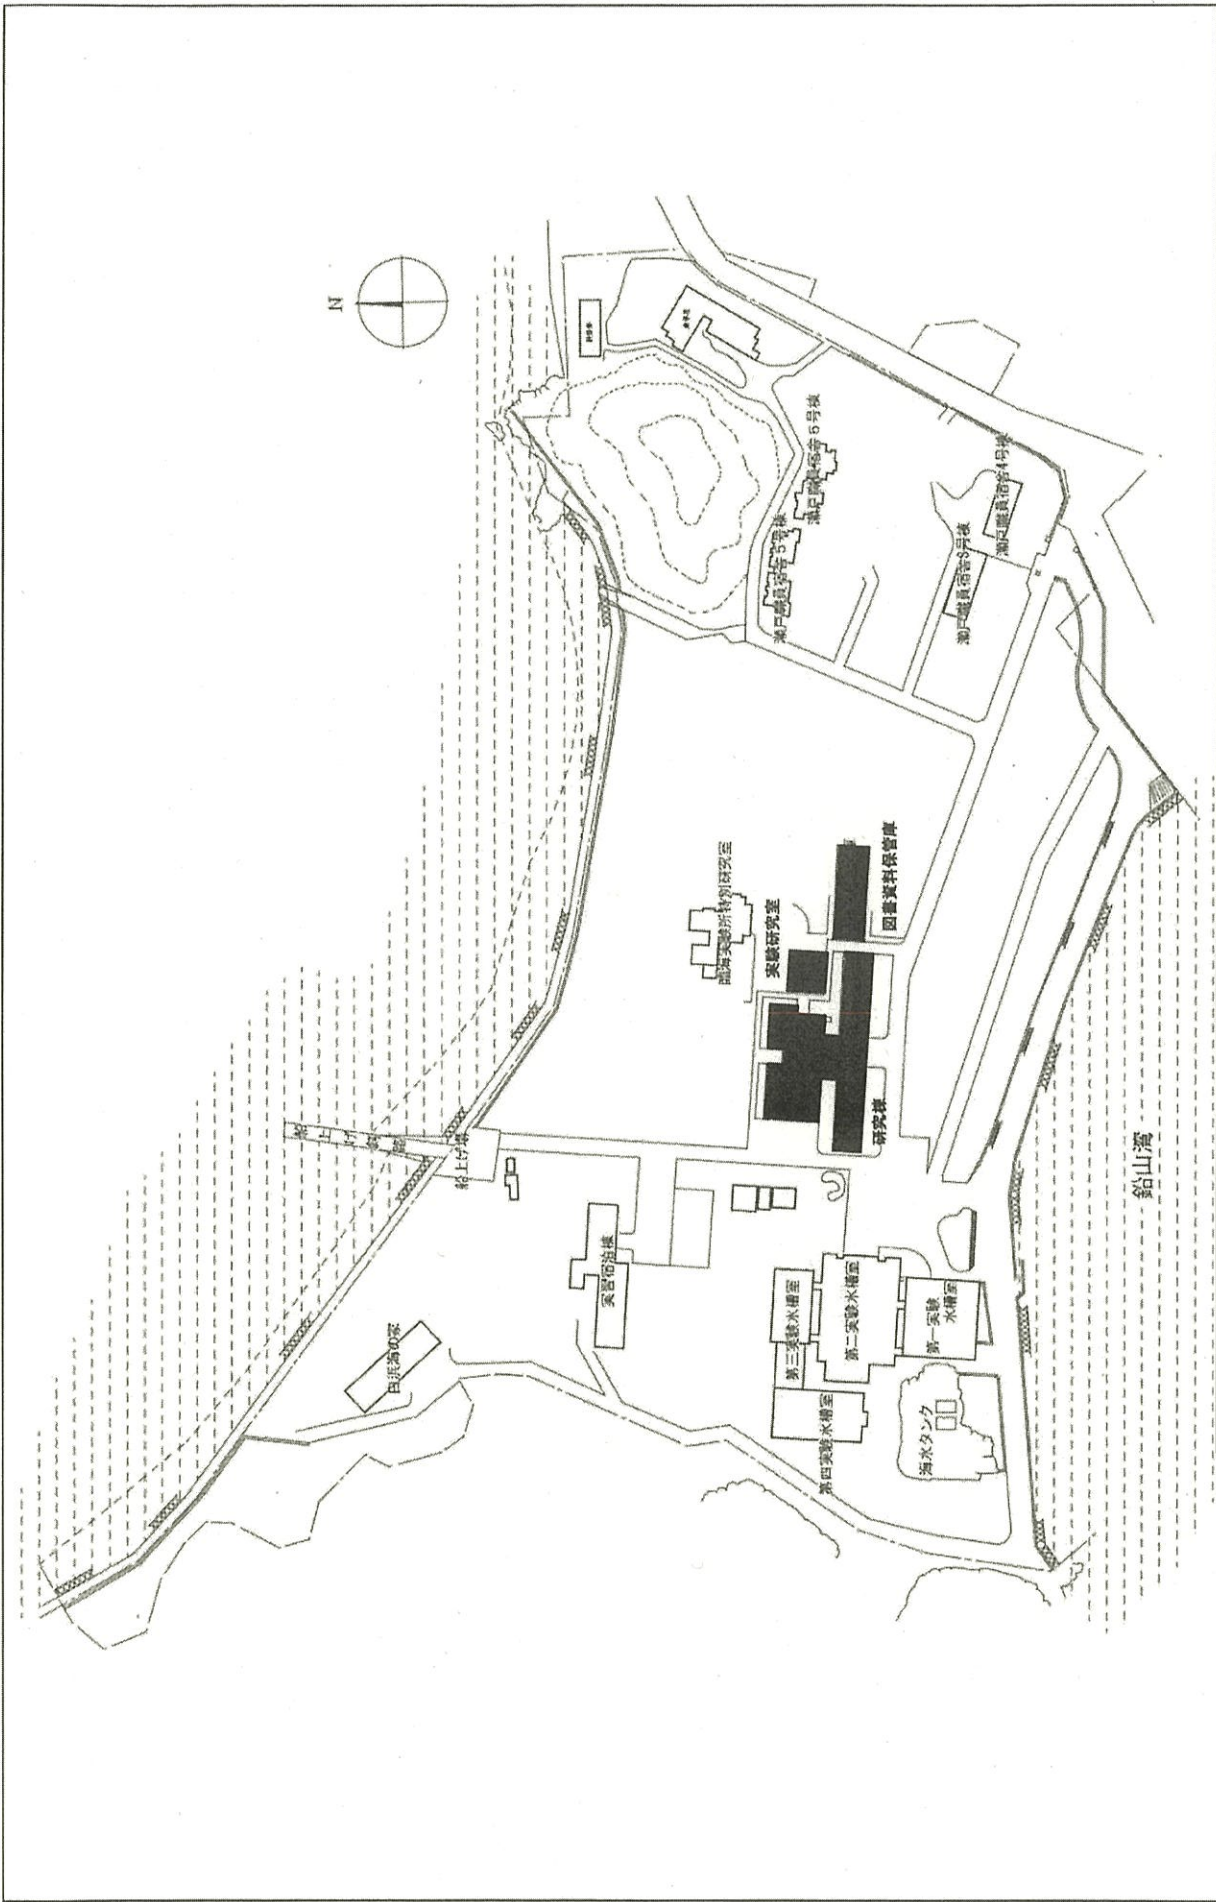 N
船上げ場
白浜海の家
実習宿泊棟
臨海実験所特別研究室
実験研究室
図書資料保管庫
研究棟
第三実験水槽室
第二実験水槽室
第一実験
水槽室
第四実験水槽室
海水タンク
瀬戸職員宿舎5号棟
瀬戸職員宿舎6号棟
瀬戸職員宿舎3号棟
瀬戸職員宿舎4号棟
鉛山湾